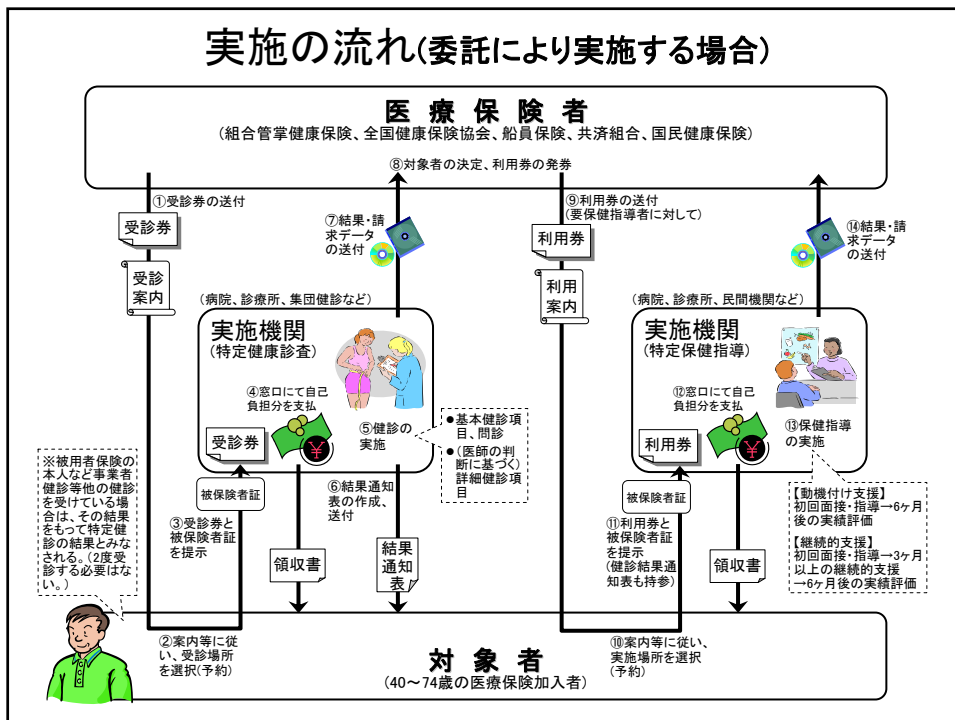 実施の流れ(委託により実施する場合)
医 療 保 険 者
(組合管掌健康保険、全国健康保険協会、船員保険、共済組合、国民健康保険)
⑧対象者の決定、利用券の発券
①受診券の送付
受診券
受診
案内
⑦結果・請
求データ
の送付
⑨利用券の送付
(要保健指導者に対して)
利用券
利用
案内
⑭結果・請
求データ
の送付
(病院、診療所、集団健診など)
実施機関
(特定健康診査)
④窓口にて自己
負担分を支払
受診券
¥
⑤健診の
実施
●基本健診項
目、問診
●(医師の判
断に基づく)
詳細健診項
目
(病院、診療所、民間機関など)
実施機関
(特定保健指導)
⑫窓口にて自己
負担分を支払
利用券
¥
⑬保健指導
の実施
【動機付け支援】
初回面接・指導→6ヶ月
後の実績評価
【継続的支援】
初回面接・指導→3ヶ月
以上の継続的支援
→6ヶ月後の実績評価
※被用者保険の
本人など事業者
健診等他の健診
を受けている場
合は、その結果
をもって特定健
診の結果とみな
される。(2度受
診する必要はな
い。)
被保険者証
③受診券と
被保険者証
を提示
領収書
⑥結果通知
表の作成、
送付
結果
通知
表
被保険者証
⑪利用券と
被保険者証
を提示
(健診結果通
知表も持参)
領収書
②案内等に従
い、受診場所
を選択(予約)
⑩案内等に従い、
実施場所を選択
(予約)
対 象 者
(40～74歳の医療保険加入者)